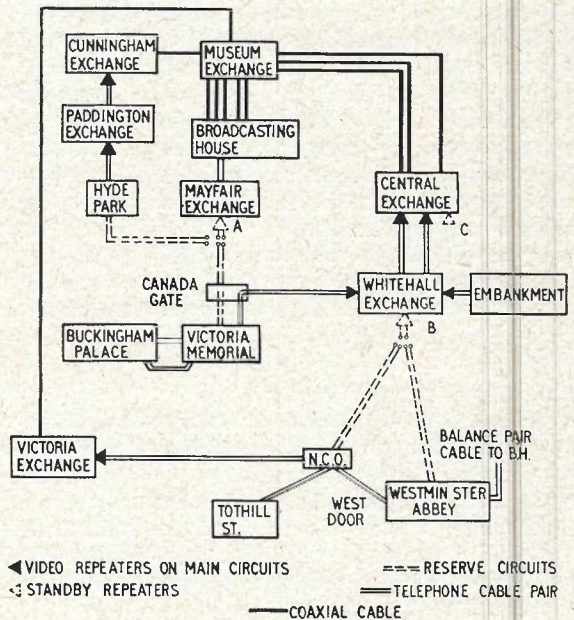 CUNNINGHAM
EXCHANGE
MUSEUM
EXCHANGE
PADDINGTON
EXCHANGE
BROADCASTING
HOUSE
HYDE
PARK
MAYFAIR
EXCHANGE
A
CENTRAL
EXCHANGE
C
CANADA
GATE
WHITEHALL
EXCHANGE
EMBANKMENT
B
BUCKINGHAM
PALACE
VICTORIA
MEMORIAL
VICTORIA
EXCHANGE
N.C.O.
BALANCE PAIR
CABLE TO B.H.
TOTHILL
ST.
WEST
DOOR
WESTMINSTER
ABBEY
VIDEO REPEATERS ON MAIN CIRCUITS
STANDBY REPEATERS
RESERVE CIRCUITS
TELEPHONE CABLE PAIR
COAXIAL CABLE